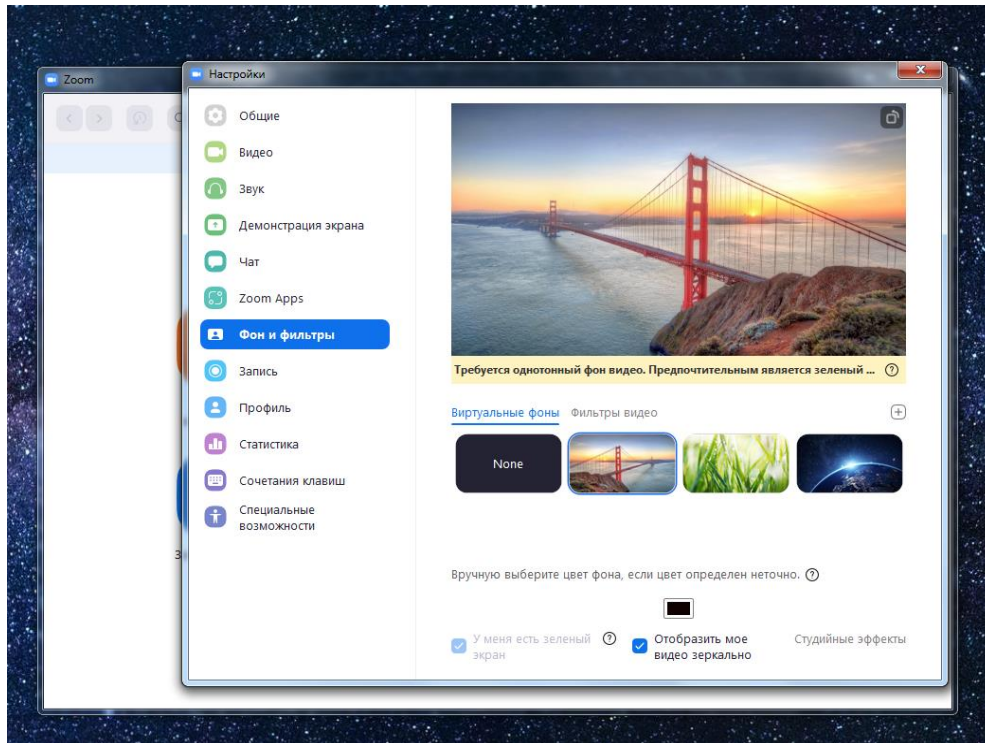 Zoom
Настройки
Общие
Видео
Звук
Демонстрация экрана
Чат
Zoom Apps
Фон и фильтры
Запись
Профиль
Статистика
Сочетания клавиш
Специальные
возможности
Требуется однотонный фон видео. Предпочтительным является зеленый ...
Виртуальные фоны Фильтры видео
None
Вручную выберите цвет фона, если цвет определен неточно.
У меня есть зеленый
экран
Отобразить мое
видео зеркально
Студийные эффекты